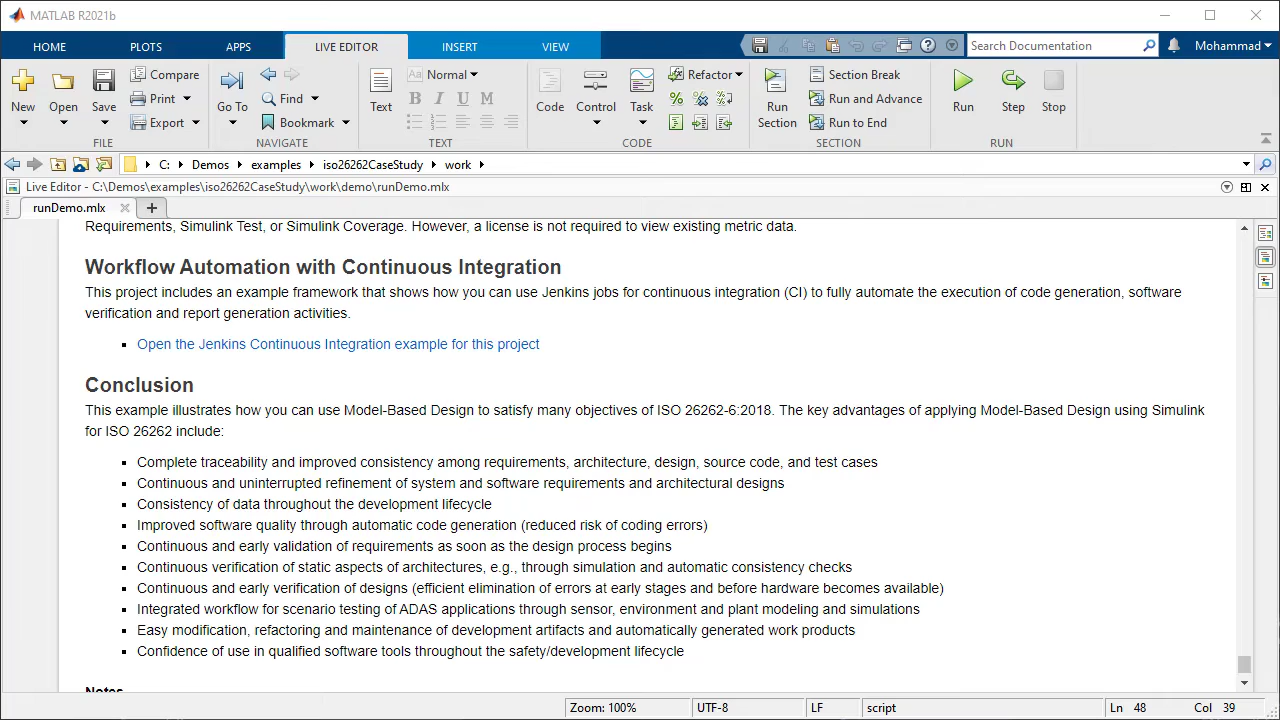 MATLAB R2021b
HOME PLOTS APPS LIVE EDITOR INSERT VIEW Search Documentation Mohammad
New Open Save Compare Print Export Go To Find Bookmark Text Aa Normal B I U M Code Control Task Refactor Run Section Section Break Run and Advance Run to End Run Step Stop
FILE NAVIGATE TEXT CODE SECTION RUN
C: Demos examples iso26262CaseStudy work
Live Editor - C:\Demos\examples\iso26262CaseStudy\work\demo\runDemo.mlx
runDemo.mlx
Requirements, Simulink Test, or Simulink Coverage. However, a license is not required to view existing metric data.
Workflow Automation with Continuous Integration
This project includes an example framework that shows how you can use Jenkins jobs for continuous integration (CI) to fully automate the execution of code generation, software
verification and report generation activities.
Open the Jenkins Continuous Integration example for this project
Conclusion
This example illustrates how you can use Model-Based Design to satisfy many objectives of ISO 26262-6:2018. The key advantages of applying Model-Based Design using Simulink
for ISO 26262 include:
Complete traceability and improved consistency among requirements, architecture, design, source code, and test cases
Continuous and uninterrupted refinement of system and software requirements and architectural designs
Consistency of data throughout the development lifecycle
Improved software quality through automatic code generation (reduced risk of coding errors)
Continuous and early validation of requirements as soon as the design process begins
Continuous verification of static aspects of architectures, e.g., through simulation and automatic consistency checks
Continuous and early verification of designs (efficient elimination of errors at early stages and before hardware becomes available)
Integrated workflow for scenario testing of ADAS applications through sensor, environment and plant modeling and simulations
Easy modification, refactoring and maintenance of development artifacts and automatically generated work products
Confidence of use in qualified software tools throughout the safety/development lifecycle
Notes
Zoom: 100% UTF-8 LF script Ln 48 Col 39